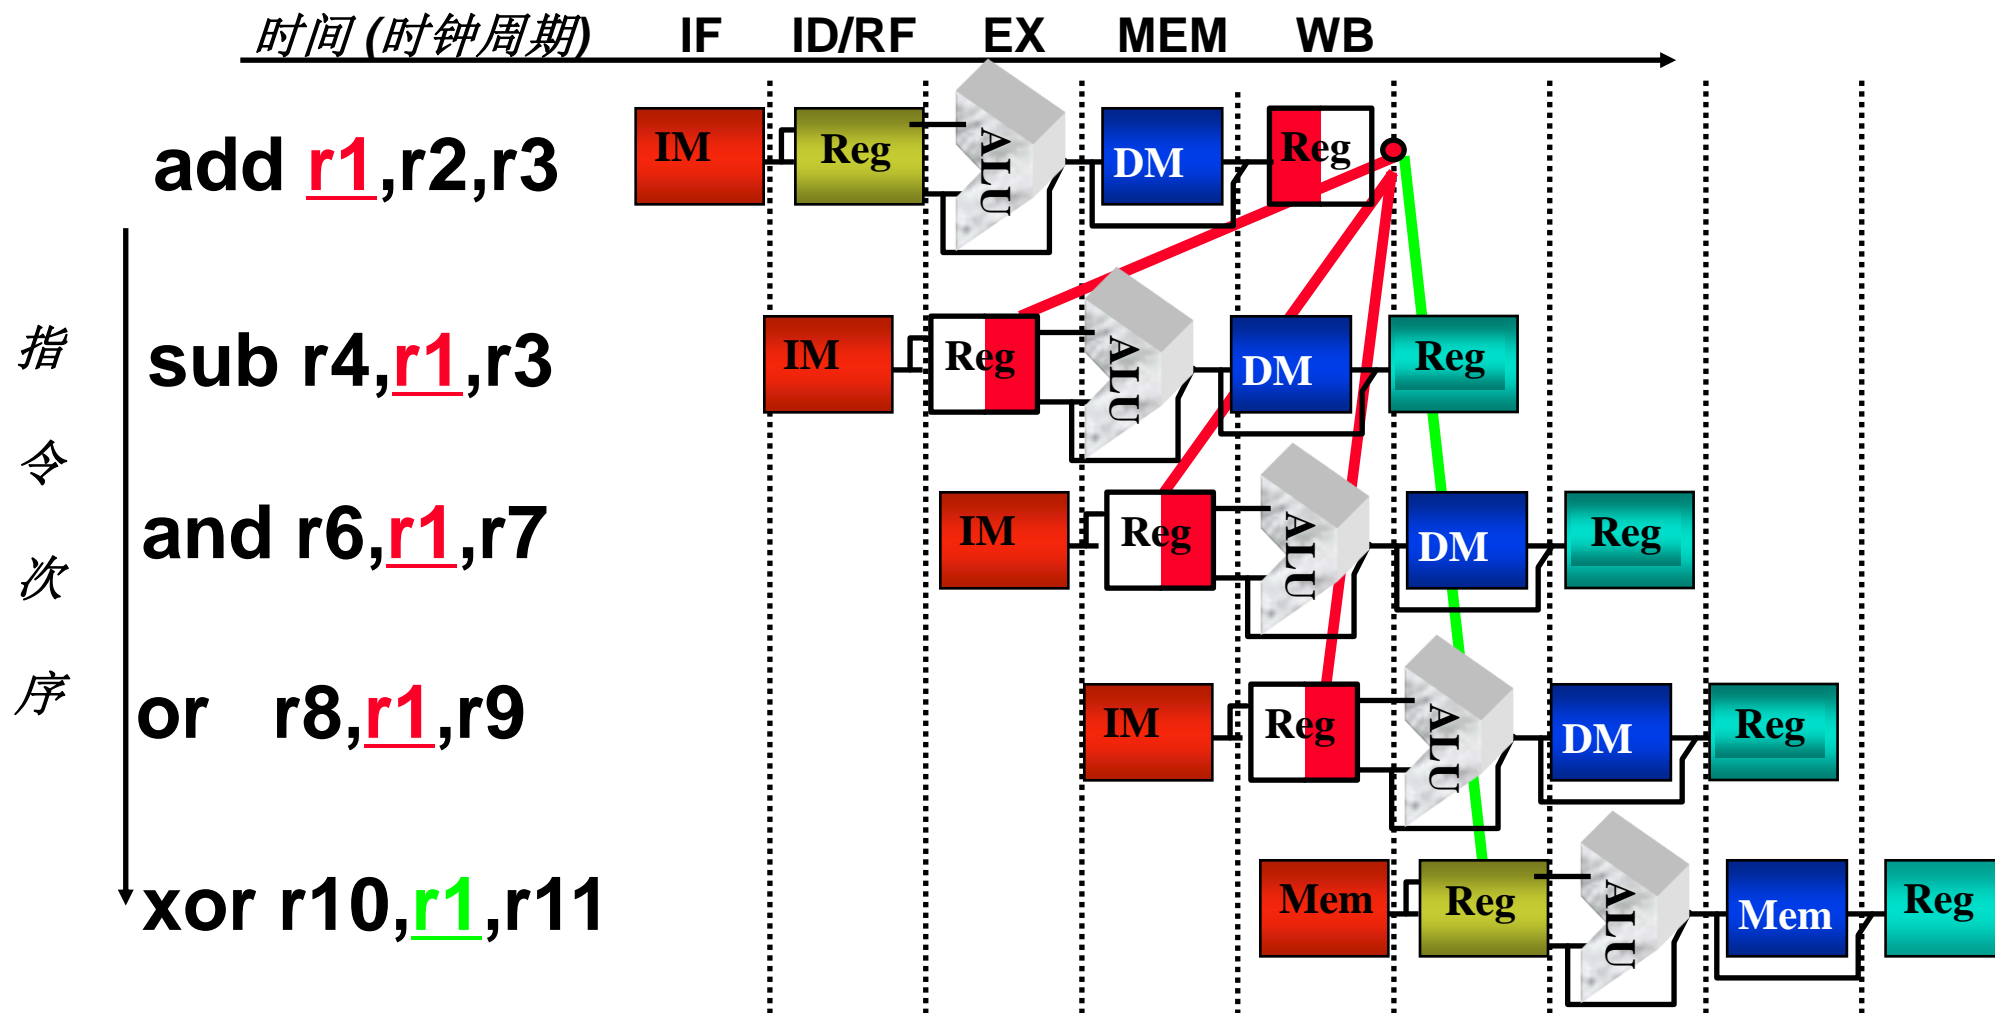 时间 (时钟周期) IF ID/RF EX MEM WB
add r1,r2,r3 IM Reg ALU DM Reg
sub r4,r1,r3 IM Reg ALU DM Reg
and r6,r1,r7 IM Reg ALU DM Reg
or r8,r1,r9 IM Reg ALU DM Reg
xor r10,r1,r11 Mem Reg ALU Mem Reg
指
令
次
序